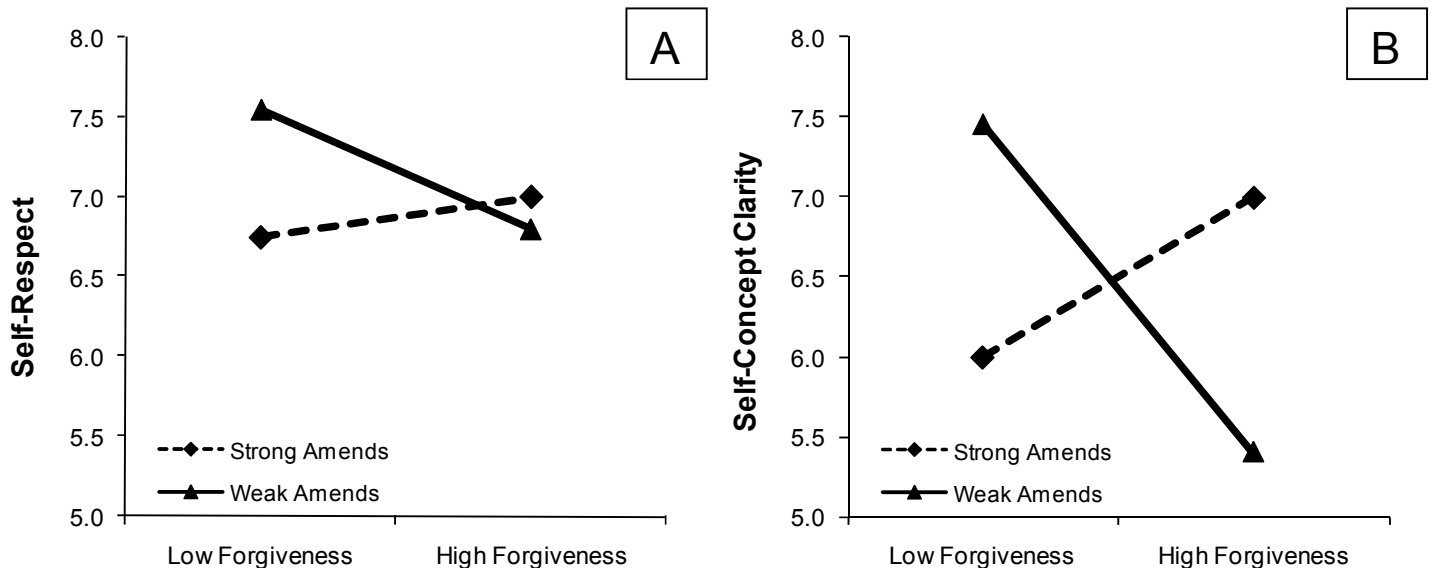 A
8.0
7.5
7.0
6.5
6.0
5.5
5.0
Self-Respect
Strong Amends
Weak Amends
Low Forgiveness High Forgiveness
B
8.0
7.5
7.0
6.5
6.0
5.5
5.0
Self-Concept Clarity
Strong Amends
Weak Amends
Low Forgiveness High Forgiveness